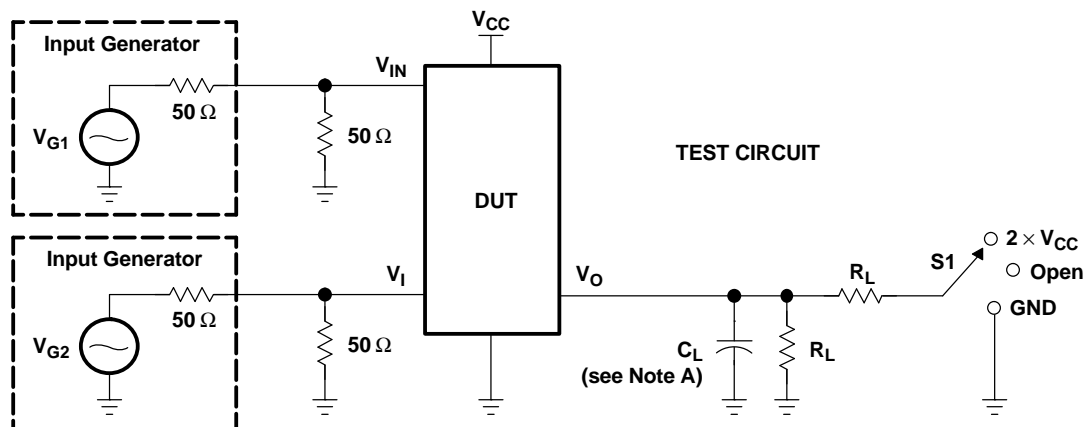 V_CC
Input Generator
V_IN
50 Ω
50 Ω
V_G1
TEST CIRCUIT
DUT
Input Generator
V_I
V_O
S1
2 × V_CC
Open
GND
R_L
50 Ω
50 Ω
V_G2
C_L
(see Note A)
R_L